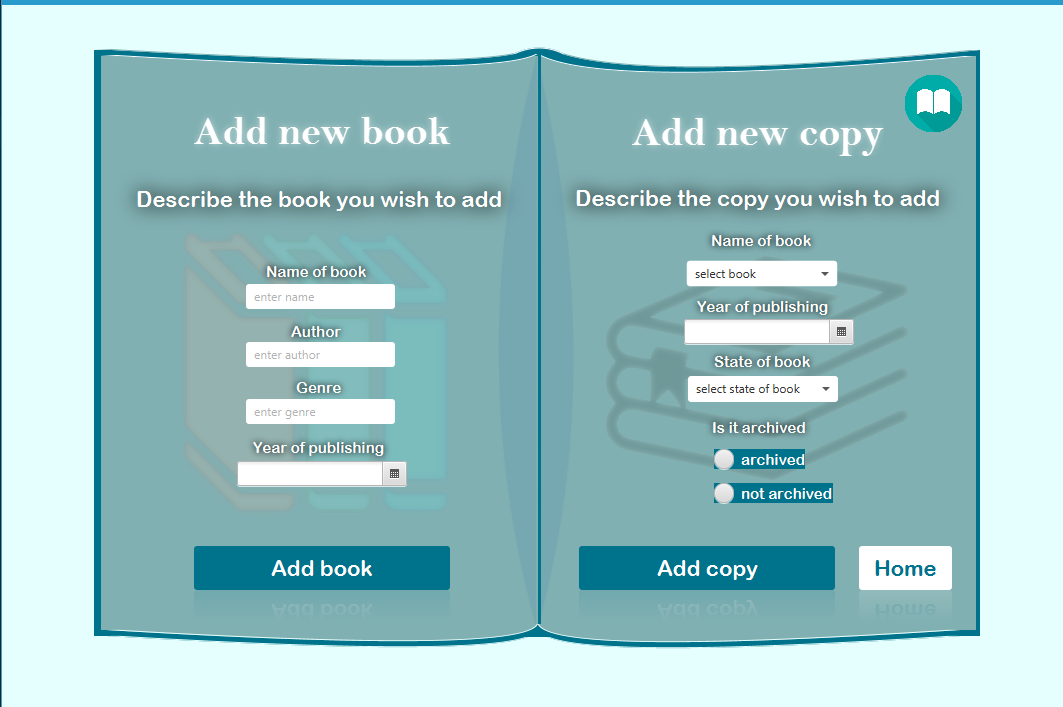 Add new book
Describe the book you wish to add
Name of book
enter name
Author
enter author
Genre
enter genre
Year of publishing
Add book
Add new copy
Describe the copy you wish to add
Name of book
select book
Year of publishing
State of book
select state of book
Is it archived
archived
not archived
Add copy
Home